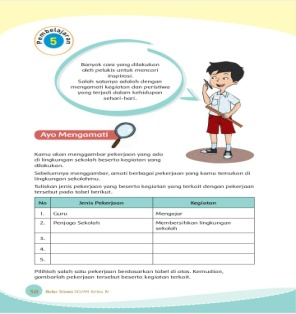 Pembelajaran
5
Banyak cara yang dilakukan
oleh pelukis untuk mencari
inspirasi.
Salah satunya adalah dengan
mengamati kegiatan dan peristiwa
yang terjadi dalam kehidupan
sehari-hari.
Ayo Mengamati
Kamu akan menggambar pekerjaan yang ada
di lingkungan sekolah beserta kegiatan yang
dilakukan.
Sebelumnya menggambar, amati berbagai pekerjaan yang kamu temukan di
lingkungan sekolahmu.
Tuliskan jenis pekerjaan yang beserta kegiatan yang terkait dengan pekerjaan
tersebut pada tabel berikut.
No Jenis Pekerjaan Kegiatan
1. Guru Mengajar
2. Penjaga Sekolah Membersihkan lingkungan
sekolah
3.
4.
5.
Pilihlah salah satu pekerjaan berdasarkan tabel di atas. Kemudian,
gambarlah pekerjaan tersebut beserta kegiatan terkait.
Buku Siswa SD/MI Kelas